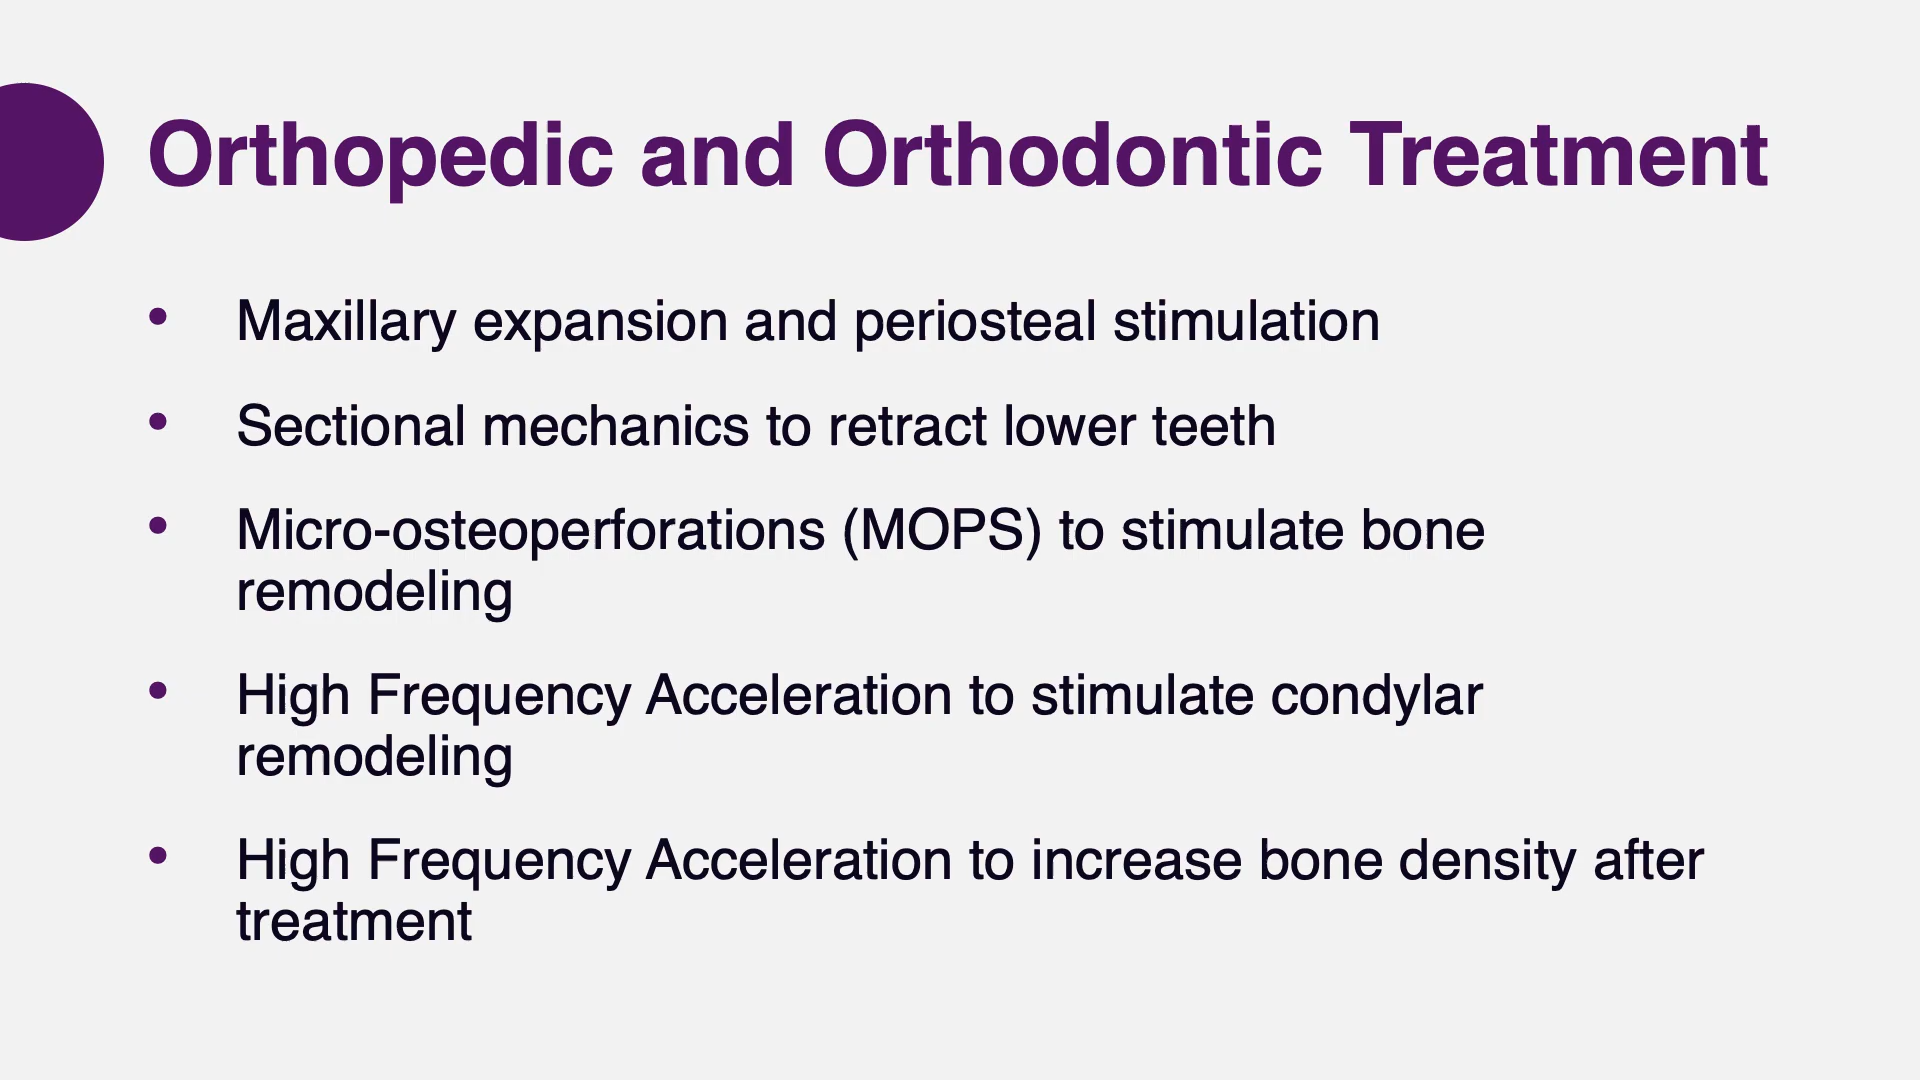 Orthopedic and Orthodontic Treatment
• Maxillary expansion and periosteal stimulation
• Sectional mechanics to retract lower teeth
• Micro-osteoperforations (MOPS) to stimulate bone
remodeling
• High Frequency Acceleration to stimulate condylar
remodeling
• High Frequency Acceleration to increase bone density after
treatment